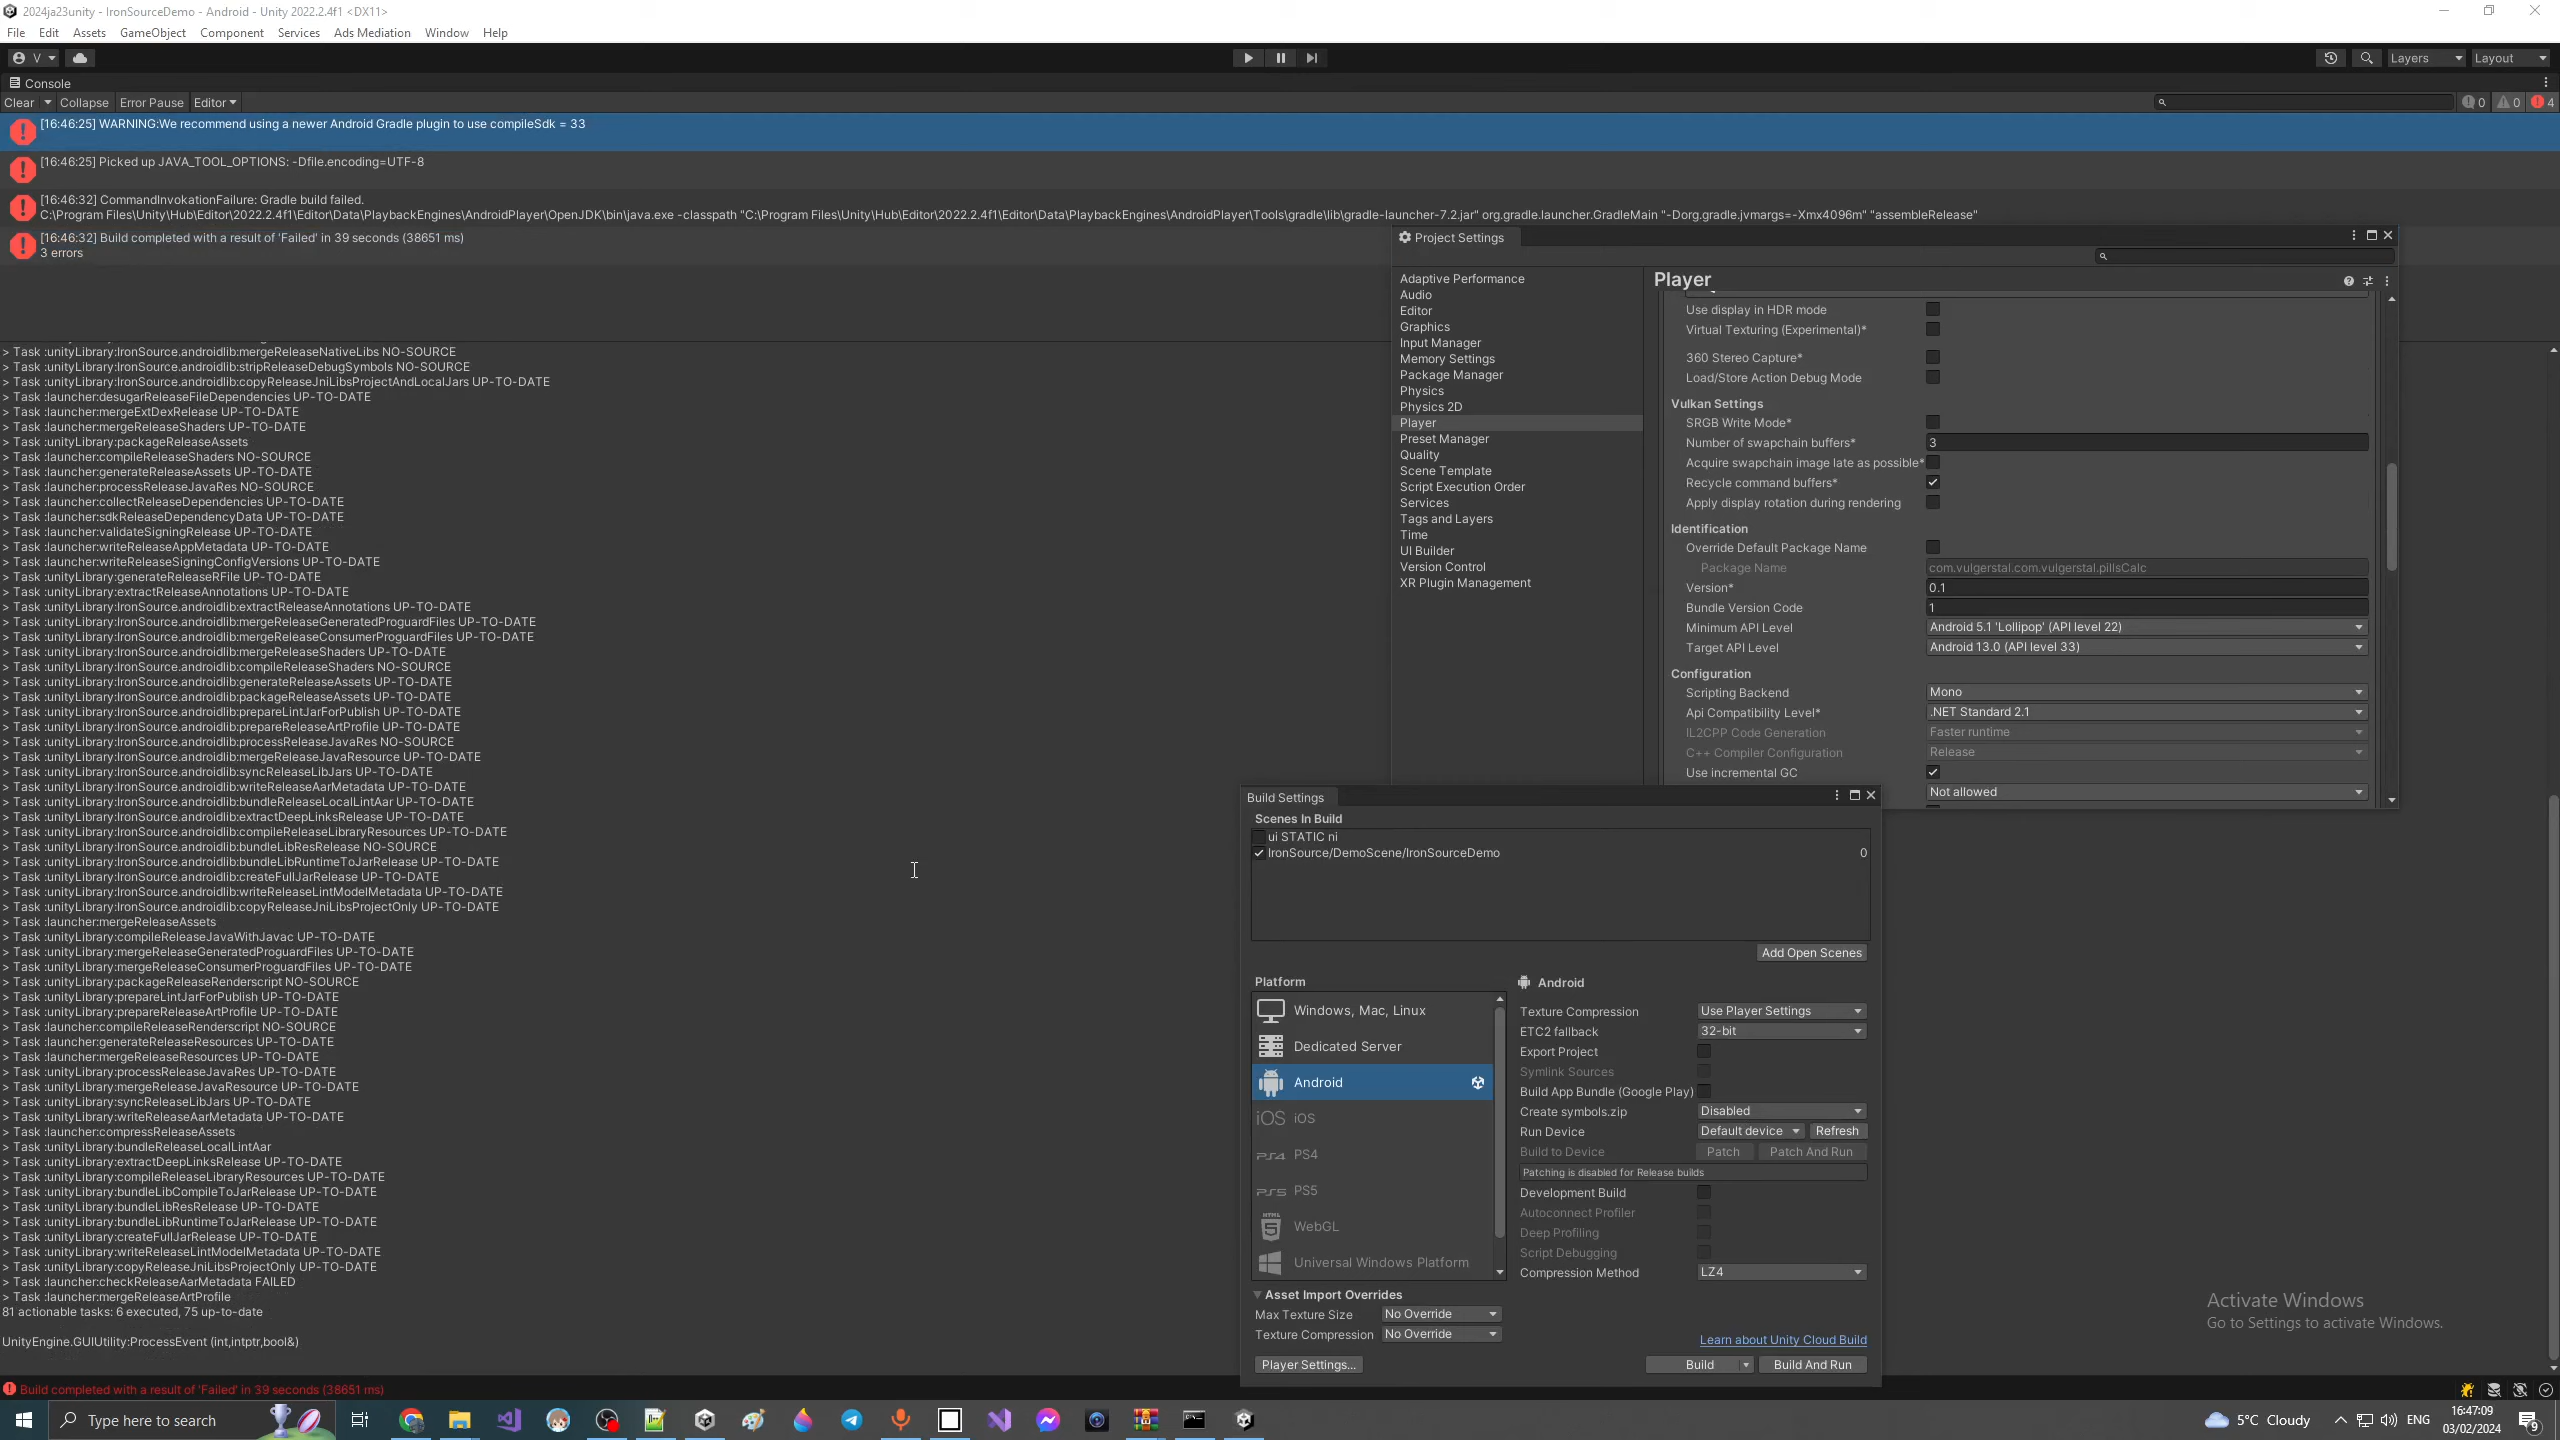 2024ja23unity - IronSourceDemo - Android - Unity 2022.2.4f1 <DX11>
File Edit Assets GameObject Component Services Ads Mediation Window Help
V
Layers
Layout
Console
Clear Collapse Error Pause Editor
0 0 4
[16:46:25] WARNING:We recommend using a newer Android Gradle plugin to use compileSdk = 33
[16:46:25] Picked up JAVA_TOOL_OPTIONS: -Dfile.encoding=UTF-8
[16:46:32] CommandInvokationFailure: Gradle build failed.
C:\Program Files\Unity\Hub\Editor\2022.2.4f1\Editor\Data\PlaybackEngines\AndroidPlayer\OpenJDK\bin\java.exe -classpath "C:\Program Files\Unity\Hub\Editor\2022.2.4f1\Editor\Data\PlaybackEngines\AndroidPlayer\Tools\gradle\lib\gradle-launcher-7.2.jar" org.gradle.launcher.GradleMain "-Dorg.gradle.jvmargs=-Xmx4096m" "assembleRelease"
[16:46:32] Build completed with a result of 'Failed' in 39 seconds (38651 ms)
3 errors
> Task :unityLibrary:IronSource.androidlib:mergeReleaseNativeLibs NO-SOURCE
> Task :unityLibrary:IronSource.androidlib:stripReleaseDebugSymbols NO-SOURCE
> Task :unityLibrary:IronSource.androidlib:copyReleaseJniLibsProjectAndLocalJars UP-TO-DATE
> Task :launcher:desugarReleaseFileDependencies UP-TO-DATE
> Task :launcher:mergeExtDexRelease UP-TO-DATE
> Task :launcher:mergeReleaseShaders UP-TO-DATE
> Task :unityLibrary:packageReleaseAssets
> Task :launcher:compileReleaseShaders NO-SOURCE
> Task :launcher:generateReleaseAssets UP-TO-DATE
> Task :launcher:processReleaseJavaRes NO-SOURCE
> Task :launcher:collectReleaseDependencies UP-TO-DATE
> Task :launcher:sdkReleaseDependencyData UP-TO-DATE
> Task :launcher:validateSigningRelease UP-TO-DATE
> Task :launcher:writeReleaseAppMetadata UP-TO-DATE
> Task :launcher:writeReleaseSigningConfigVersions UP-TO-DATE
> Task :unityLibrary:generateReleaseRFile UP-TO-DATE
> Task :unityLibrary:extractReleaseAnnotations UP-TO-DATE
> Task :unityLibrary:IronSource.androidlib:extractReleaseAnnotations UP-TO-DATE
> Task :unityLibrary:IronSource.androidlib:mergeReleaseGeneratedProguardFiles UP-TO-DATE
> Task :unityLibrary:IronSource.androidlib:mergeReleaseConsumerProguardFiles UP-TO-DATE
> Task :unityLibrary:IronSource.androidlib:mergeReleaseShaders UP-TO-DATE
> Task :unityLibrary:IronSource.androidlib:compileReleaseShaders NO-SOURCE
> Task :unityLibrary:IronSource.androidlib:generateReleaseAssets UP-TO-DATE
> Task :unityLibrary:IronSource.androidlib:packageReleaseAssets UP-TO-DATE
> Task :unityLibrary:IronSource.androidlib:prepareLintJarForPublish UP-TO-DATE
> Task :unityLibrary:IronSource.androidlib:prepareReleaseArtProfile UP-TO-DATE
> Task :unityLibrary:IronSource.androidlib:processReleaseJavaRes NO-SOURCE
> Task :unityLibrary:IronSource.androidlib:mergeReleaseJavaResource UP-TO-DATE
> Task :unityLibrary:IronSource.androidlib:syncReleaseLibJars UP-TO-DATE
> Task :unityLibrary:IronSource.androidlib:writeReleaseAarMetadata UP-TO-DATE
> Task :unityLibrary:IronSource.androidlib:bundleReleaseLocalLintAar UP-TO-DATE
> Task :unityLibrary:IronSource.androidlib:extractDeepLinksRelease UP-TO-DATE
> Task :unityLibrary:IronSource.androidlib:compileReleaseLibraryResources UP-TO-DATE
> Task :unityLibrary:IronSource.androidlib:bundleLibResRelease NO-SOURCE
> Task :unityLibrary:IronSource.androidlib:bundleLibRuntimeToJarRelease UP-TO-DATE
> Task :unityLibrary:IronSource.androidlib:createFullJarRelease UP-TO-DATE
> Task :unityLibrary:IronSource.androidlib:writeReleaseLintModelMetadata UP-TO-DATE
> Task :unityLibrary:IronSource.androidlib:copyReleaseJniLibsProjectOnly UP-TO-DATE
> Task :launcher:mergeReleaseAssets
> Task :unityLibrary:compileReleaseJavaWithJavac UP-TO-DATE
> Task :unityLibrary:mergeReleaseGeneratedProguardFiles UP-TO-DATE
> Task :unityLibrary:mergeReleaseConsumerProguardFiles UP-TO-DATE
> Task :unityLibrary:packageReleaseRenderscript NO-SOURCE
> Task :unityLibrary:prepareLintJarForPublish UP-TO-DATE
> Task :unityLibrary:prepareReleaseArtProfile UP-TO-DATE
> Task :launcher:compileReleaseRenderscript NO-SOURCE
> Task :launcher:generateReleaseResources UP-TO-DATE
> Task :launcher:mergeReleaseResources UP-TO-DATE
> Task :unityLibrary:processReleaseJavaRes UP-TO-DATE
> Task :unityLibrary:mergeReleaseJavaResource UP-TO-DATE
> Task :unityLibrary:syncReleaseLibJars UP-TO-DATE
> Task :unityLibrary:writeReleaseAarMetadata UP-TO-DATE
> Task :launcher:compressReleaseAssets
> Task :unityLibrary:bundleReleaseLocalLintAar
> Task :unityLibrary:extractDeepLinksRelease UP-TO-DATE
> Task :unityLibrary:compileReleaseLibraryResources UP-TO-DATE
> Task :unityLibrary:bundleLibCompileToJarRelease UP-TO-DATE
> Task :unityLibrary:bundleLibResRelease UP-TO-DATE
> Task :unityLibrary:bundleLibRuntimeToJarRelease UP-TO-DATE
> Task :unityLibrary:createFullJarRelease UP-TO-DATE
> Task :unityLibrary:writeReleaseLintModelMetadata UP-TO-DATE
> Task :unityLibrary:copyReleaseJniLibsProjectOnly UP-TO-DATE
> Task :launcher:checkReleaseAarMetadata FAILED
> Task :launcher:mergeReleaseArtProfile
81 actionable tasks: 6 executed, 75 up-to-date
UnityEngine.GUIUtility:ProcessEvent (int,intptr,bool&)
Project Settings
Adaptive Performance
Audio
Editor
Graphics
Input Manager
Memory Settings
Package Manager
Physics
Physics 2D
Player
Preset Manager
Quality
Scene Template
Script Execution Order
Services
Tags and Layers
Time
UI Builder
Version Control
XR Plugin Management
Player
Use display in HDR mode
Virtual Texturing (Experimental)*
360 Stereo Capture*
Load/Store Action Debug Mode
Vulkan Settings
SRGB Write Mode*
Number of swapchain buffers* 3
Acquire swapchain image late as possible*
Recycle command buffers*
Apply display rotation during rendering
Identification
Override Default Package Name
Package Name com.vulgerstal.com.vulgerstal.pillsCalc
Version* 0.1
Bundle Version Code 1
Minimum API Level Android 5.1 'Lollipop' (API level 22)
Target API Level Android 13.0 (API level 33)
Configuration
Scripting Backend Mono
Api Compatibility Level* .NET Standard 2.1
IL2CPP Code Generation Faster runtime
C++ Compiler Configuration Release
Use incremental GC
Not allowed
Build Settings
Scenes In Build
ui STATIC ni
IronSource/DemoScene/IronSourceDemo 0
Add Open Scenes
Platform
Windows, Mac, Linux
Dedicated Server
Android
iOS iOS
PS4
PS5
WebGL
Universal Windows Platform
Android
Texture Compression Use Player Settings
ETC2 fallback 32-bit
Export Project
Symlink Sources
Build App Bundle (Google Play)
Create symbols.zip Disabled
Run Device Default device Refresh
Build to Device Patch Patch And Run
Patching is disabled for Release builds
Development Build
Autoconnect Profiler
Deep Profiling
Script Debugging
Compression Method LZ4
Asset Import Overrides
Max Texture Size No Override
Texture Compression No Override
Learn about Unity Cloud Build
Player Settings... Build Build And Run
Activate Windows
Go to Settings to activate Windows.
Build completed with a result of 'Failed' in 39 seconds (38651 ms)
Type here to search
5°C Cloudy
ENG
16:47:09
03/02/2024
9